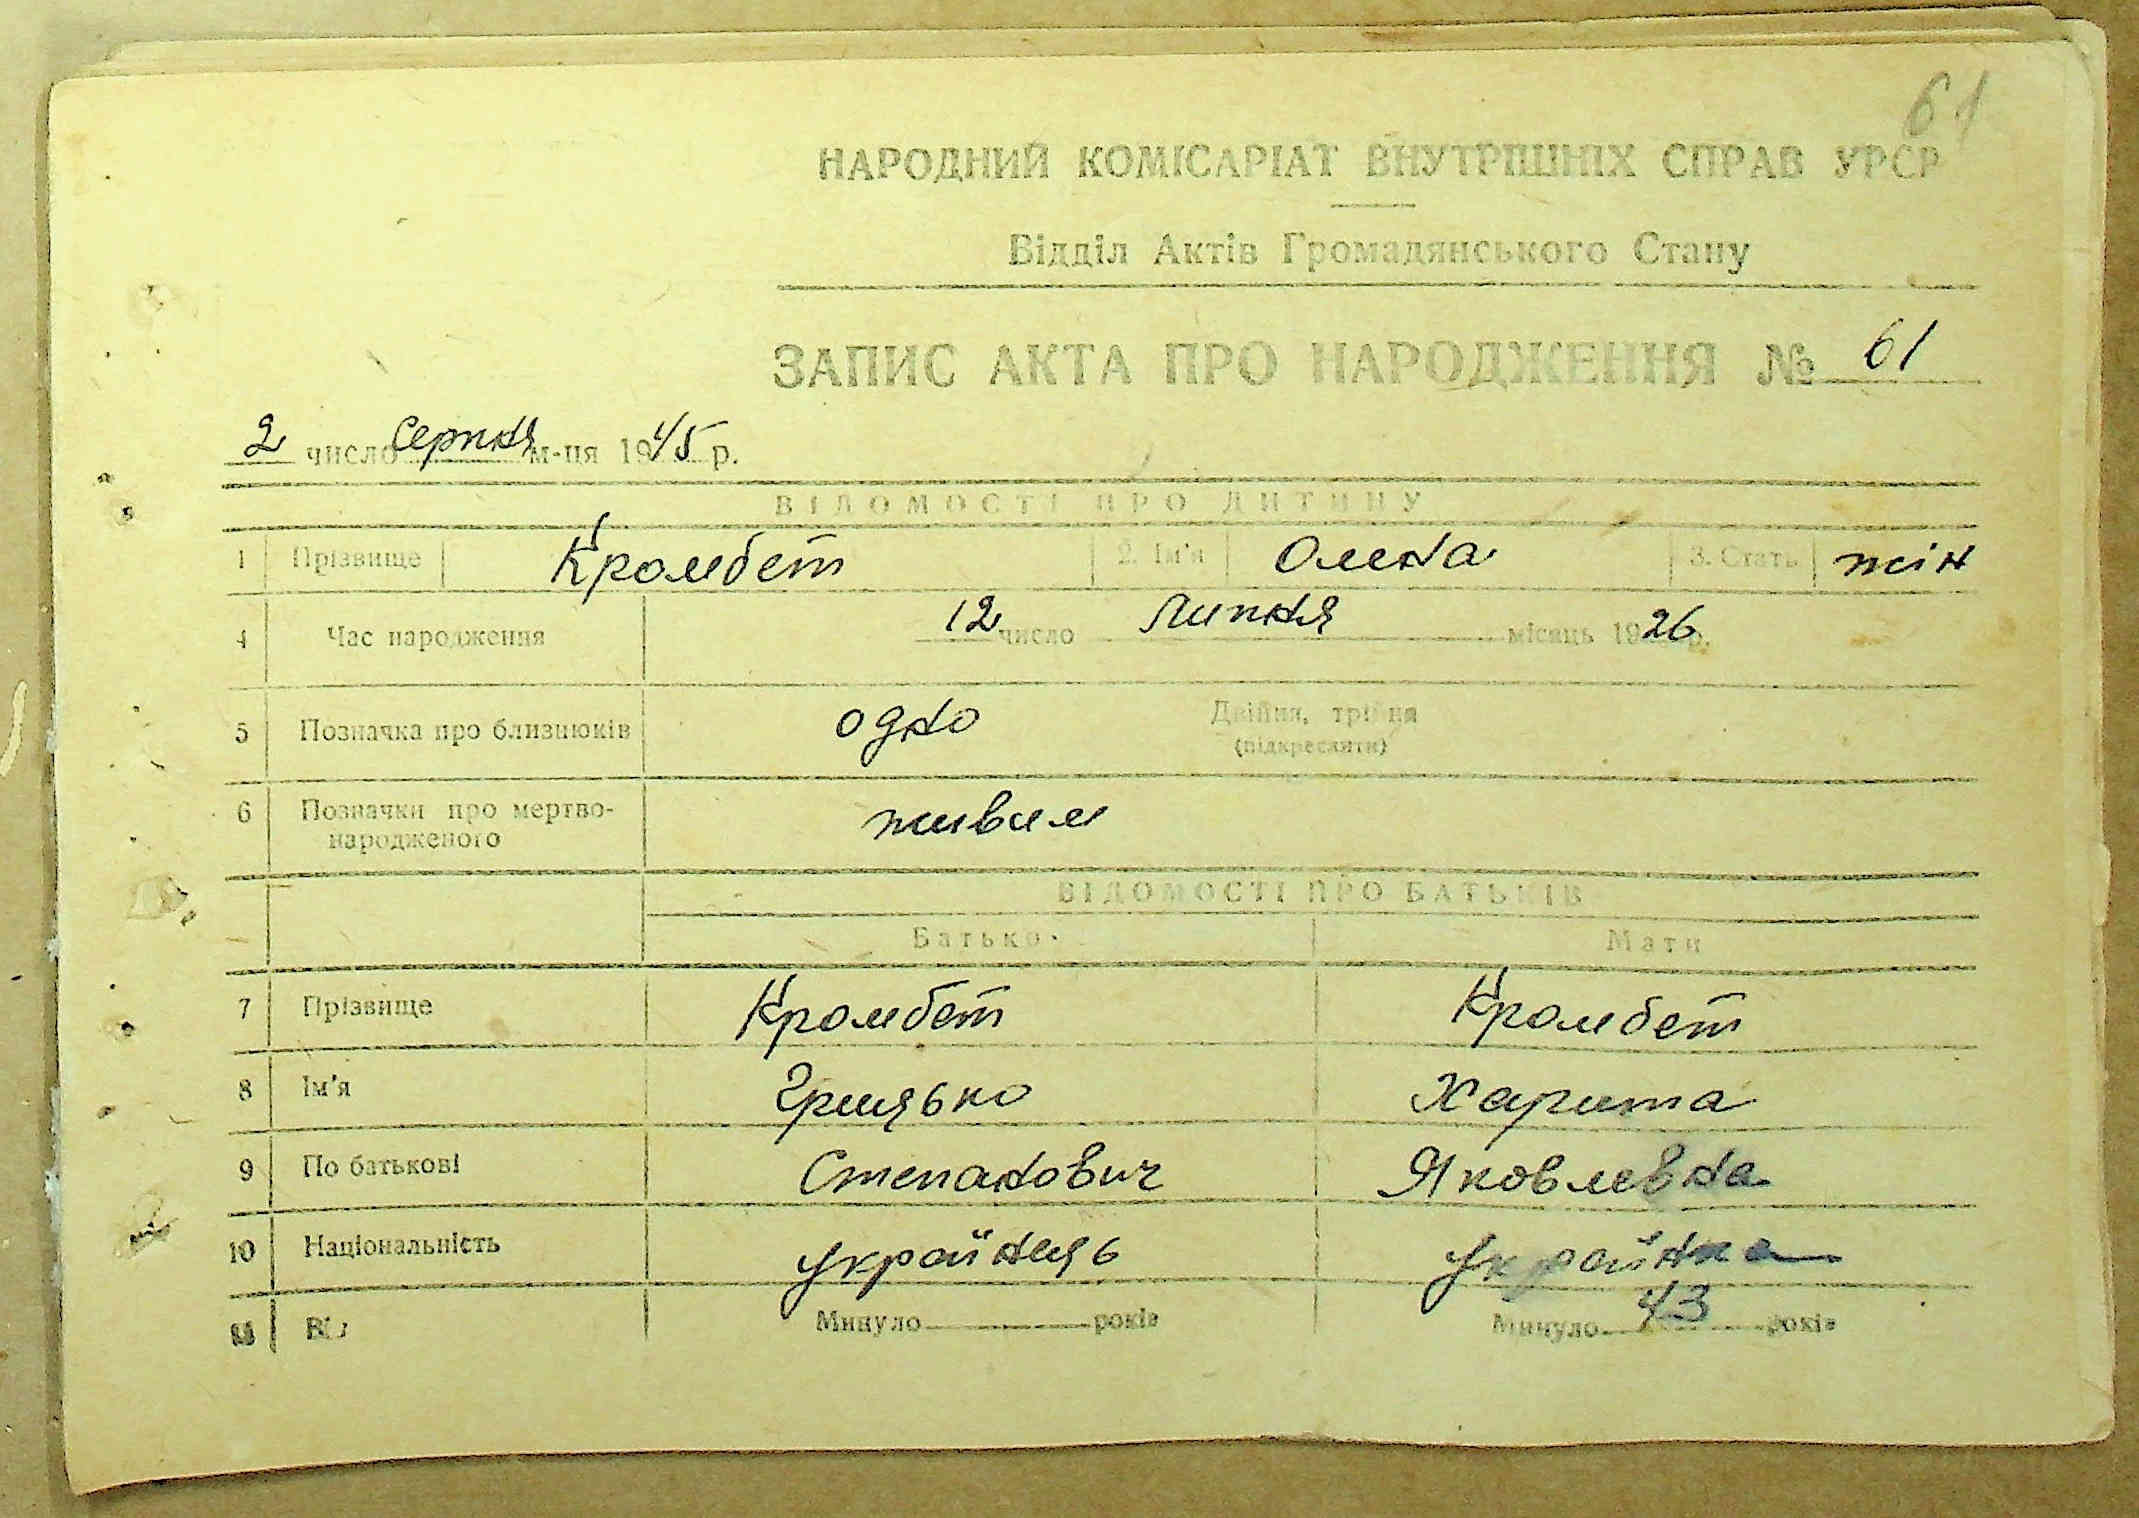 61
НАРОДНИЙ КОМІСАРІАТ ВНУТРІШНІХ СПРАВ УРСР
Відділ Актів Громадянського Стану
ЗАПИС АКТА ПРО НАРОДЖЕННЯ № 61
2 число серпня м-ця 1945 р.
ВІДОМОСТІ ПРО ДИТИНУ
1 Прізвище Кромбет 2. Ім'я Олена 3. Стать жін
4 Час народження 12 число липня місяць 1926 р.
5 Позначка про близнюків одно Двійня, трійня
(підкреслити)
6 Позначки про мертво-
народженого живим
ВІДОМОСТІ ПРО БАТЬКІВ
Батько Мати
7 Прізвище Кромбет Кромбет
8 Ім'я Грицько Харита
9 По батькові Степанович Яковлевна
10 Національність українець українка
11 Вік Минуло років Минуло 43 років